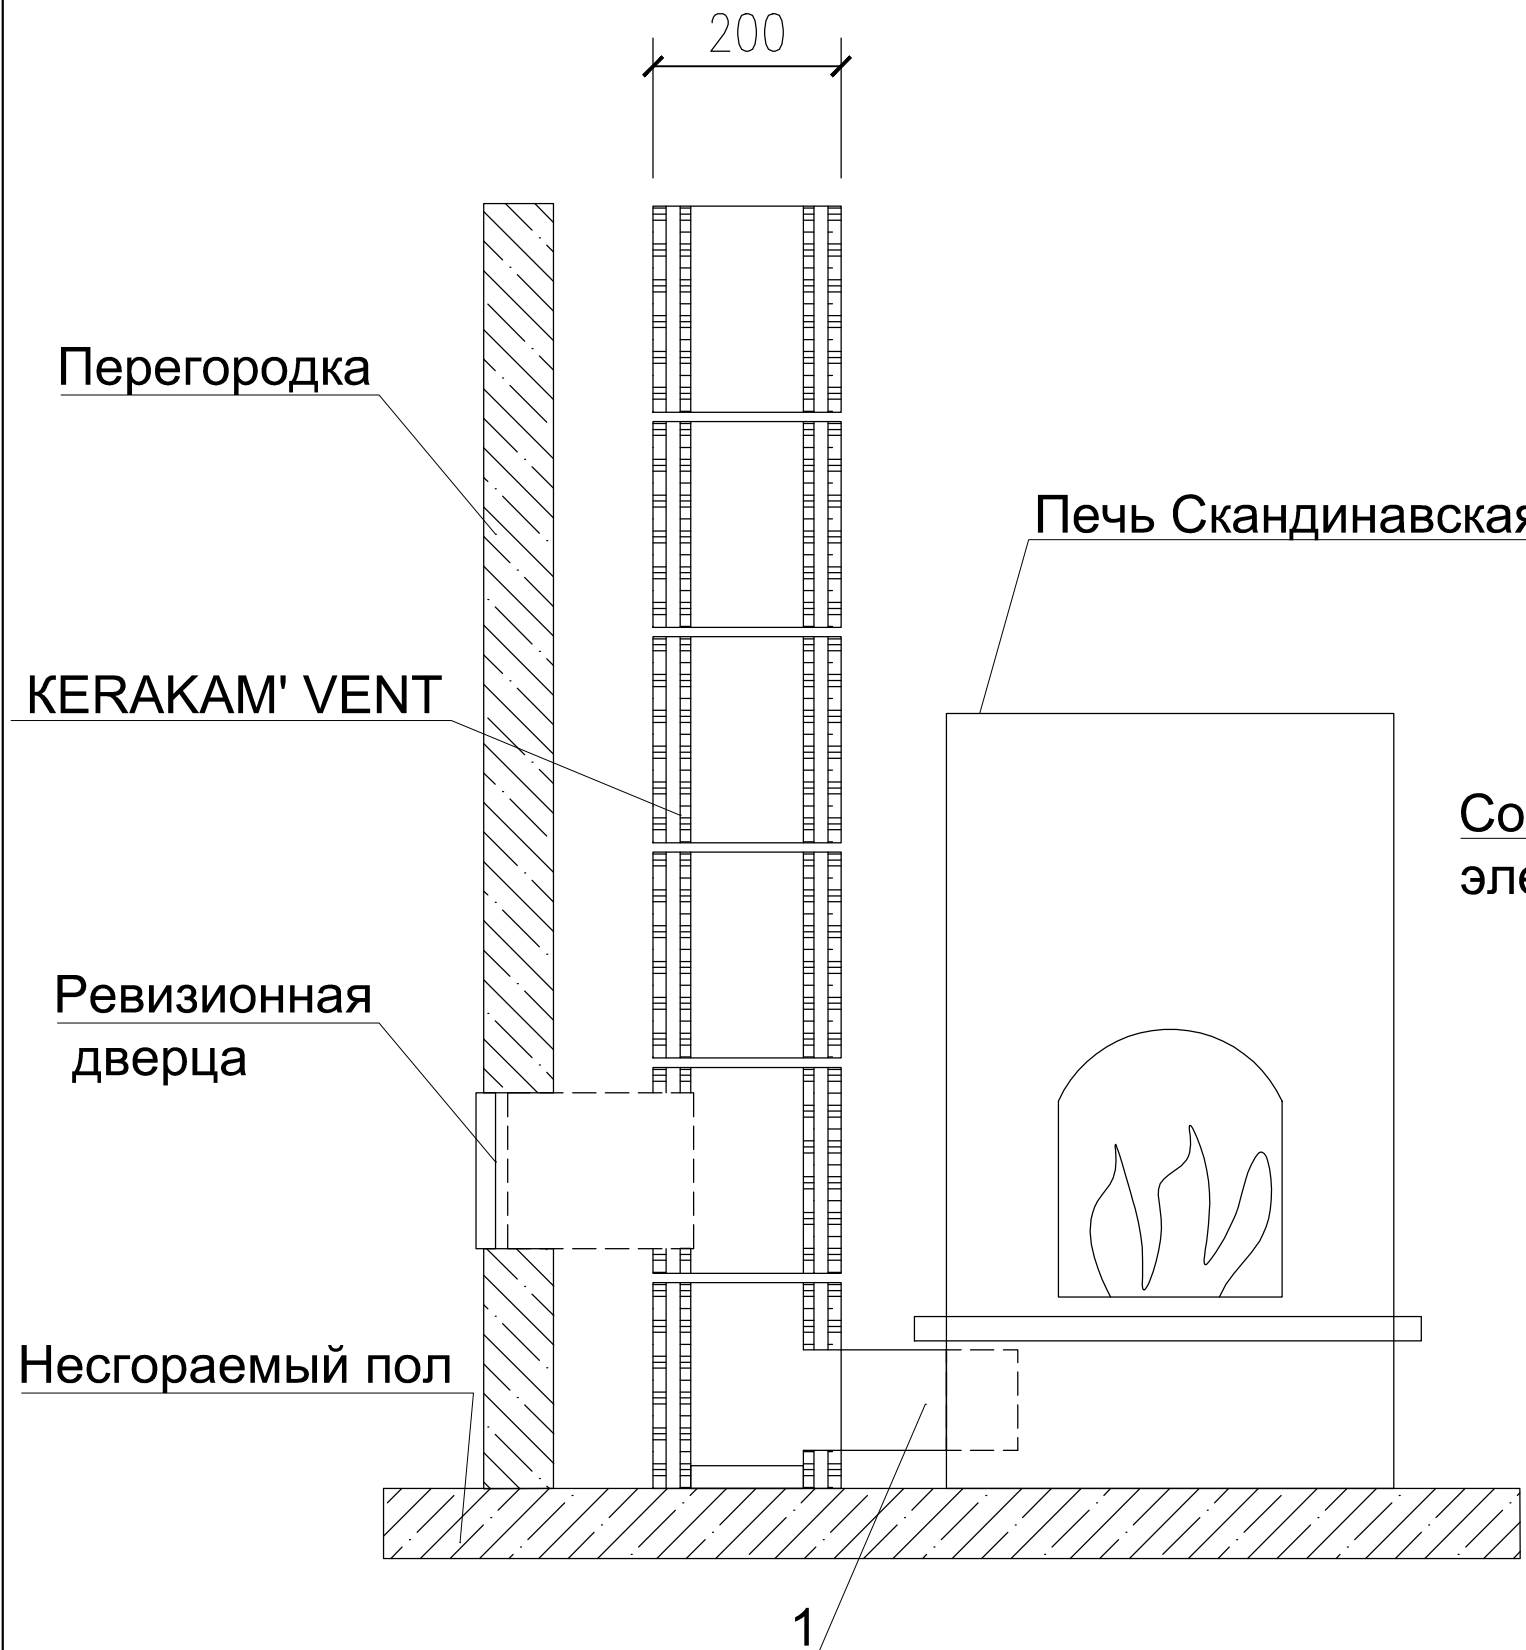 200
Перегородка
Печь Скандинавская
KERAKAM' VENT
Ревизионная
дверца
Несгораемый пол
1